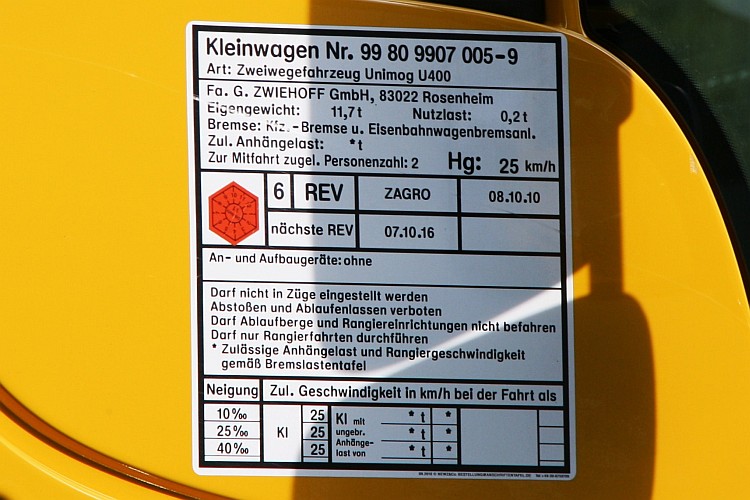 Kleinwagen Nr. 99 80 9907 005-9
Art: Zweiwegefahrzeug Unimog U400
Fa. G. ZWIEHOFF GmbH, 83022 Rosenheim
Eigengewicht: 11,7 t Nutzlast: 0,2 t
Bremse: Kfz.-Bremse u. Eisenbahnwagenbremsanl.
Zul. Anhängelast: * t
Zur Mitfahrt zugel. Personenzahl: 2 Hg: 25 km/h
6 REV ZAGRO 08.10.10
nächste REV 07.10.16
An- und Aufbaugeräte: ohne
Darf nicht in Züge eingestellt werden
Abstoßen und Ablaufenlassen verboten
Darf Ablaufberge und Rangiereinrichtungen nicht befahren
Darf nur Rangierfahrten durchführen
* Zulässige Anhängelast und Rangiergeschwindigkeit
gemäß Bremslastentafel
Neigung Zul. Geschwindigkeit in km/h bei der Fahrt als
10 ‰ 25 Kl mit * t *
25 ‰ Kl 25 ungebr. * t *
40 ‰ 25 Anhänge- * t *
last von